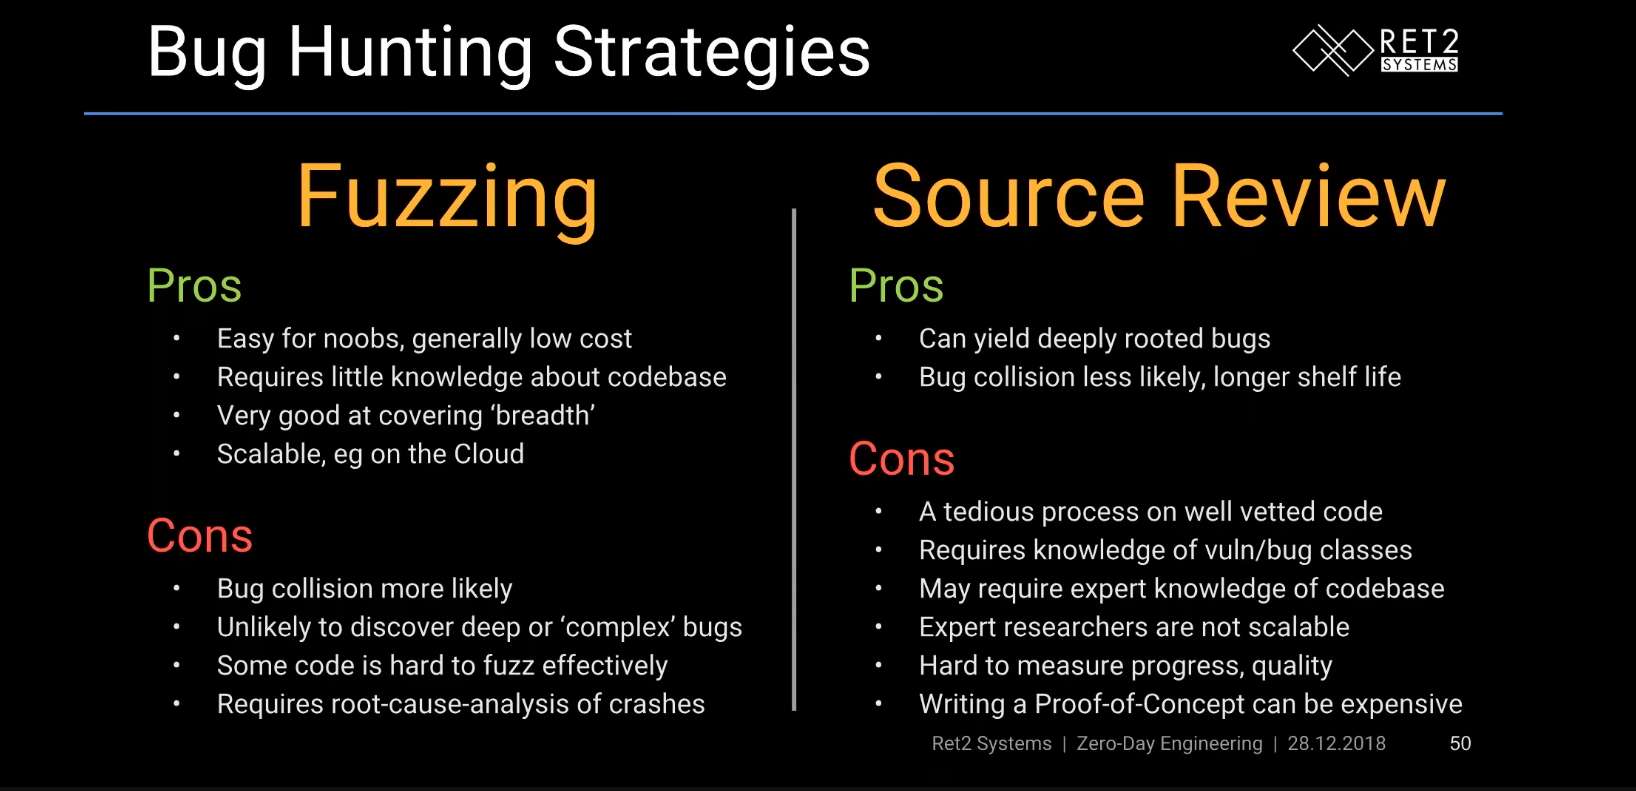 Bug Hunting Strategies
RET2
SYSTEMS
Fuzzing
Pros
• Easy for noobs, generally low cost
• Requires little knowledge about codebase
• Very good at covering ‘breadth’
• Scalable, eg on the Cloud
Cons
• Bug collision more likely
• Unlikely to discover deep or ‘complex’ bugs
• Some code is hard to fuzz effectively
• Requires root-cause-analysis of crashes
Source Review
Pros
• Can yield deeply rooted bugs
• Bug collision less likely, longer shelf life
Cons
• A tedious process on well vetted code
• Requires knowledge of vuln/bug classes
• May require expert knowledge of codebase
• Expert researchers are not scalable
• Hard to measure progress, quality
• Writing a Proof-of-Concept can be expensive
Ret2 Systems | Zero-Day Engineering | 28.12.2018 50